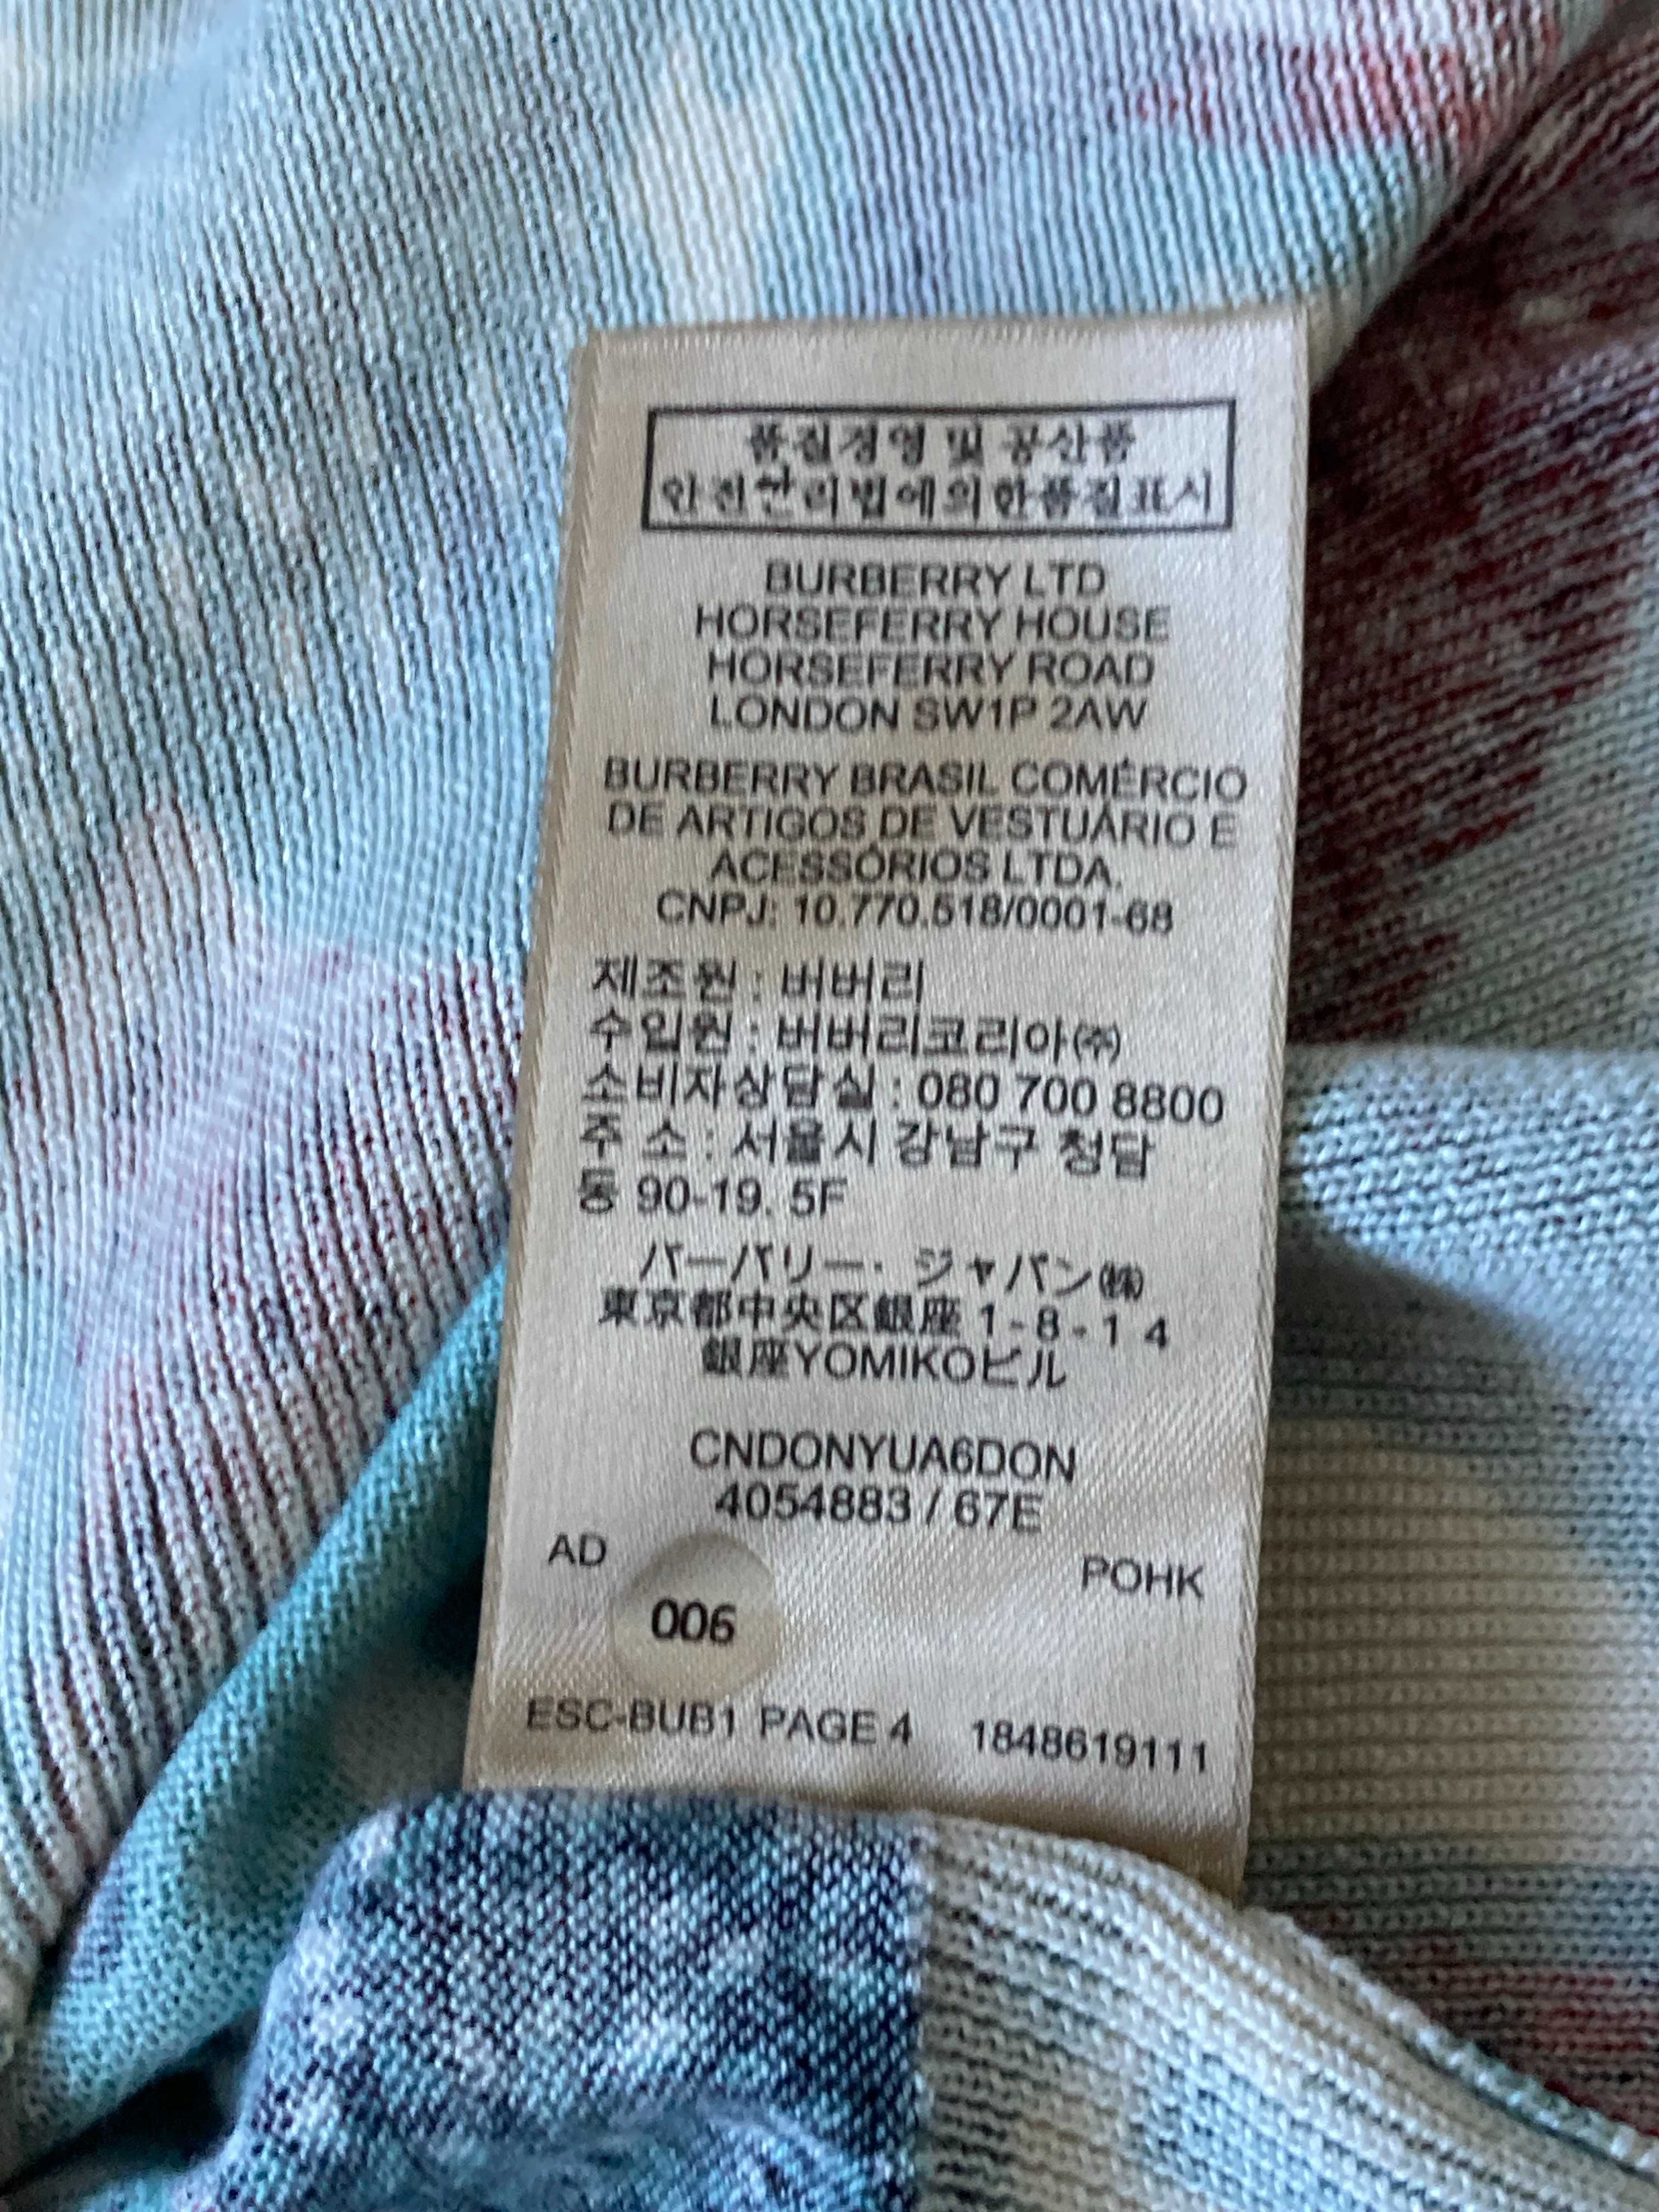 품질경영 및 공산품
안전관리법에의한품질표시
BURBERRY LTD
HORSEFERRY HOUSE
HORSEFERRY ROAD
LONDON SW1P 2AW
BURBERRY BRASIL COMÉRCIO
DE ARTIGOS DE VESTUÁRIO E
ACESSÓRIOS LTDA.
CNPJ: 10.770.518/0001-68
제조원 : 버버리
수입원 : 버버리코리아㈜
소비자상담실 : 080 700 8800
주 소 : 서울시 강남구 청담
동 90-19. 5F
バーバリー・ジャパン㈱
東京都中央区銀座 1-8-1 4
銀座YOMIKOビル
CNDONYUA6DON
4054883 / 67E
AD
POHK
006
ESC-BUB1 PAGE 4 1848619111